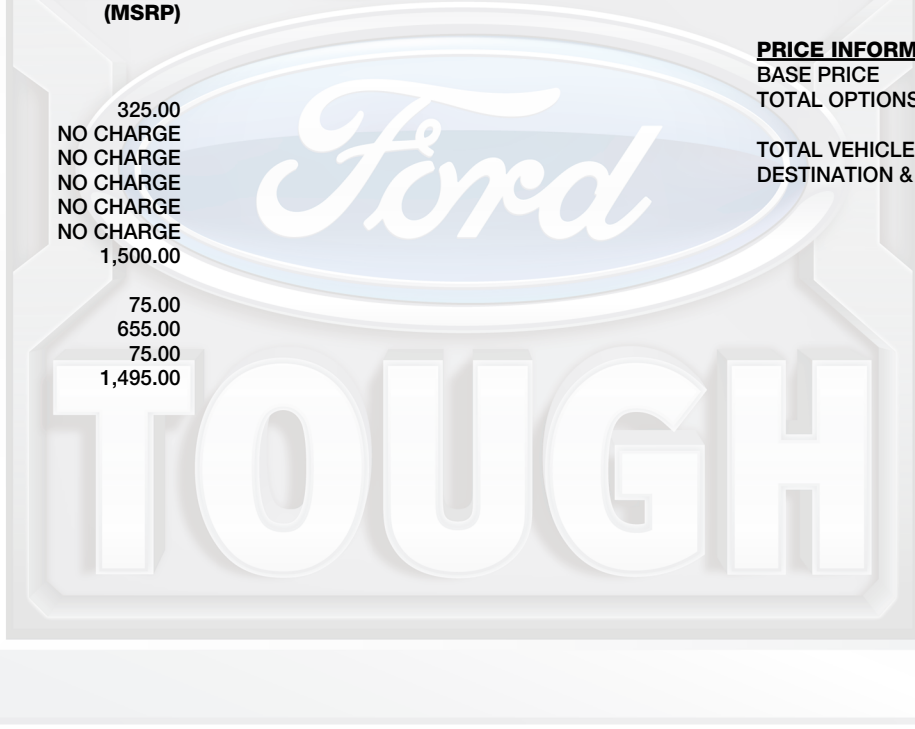 (MSRP)
325.00
NO CHARGE
NO CHARGE
NO CHARGE
NO CHARGE
NO CHARGE
1,500.00
75.00
655.00
75.00
1,495.00
PRICE INFORM
BASE PRICE
TOTAL OPTIONS
TOTAL VEHICLE
DESTINATION &
Ford
TOUGH